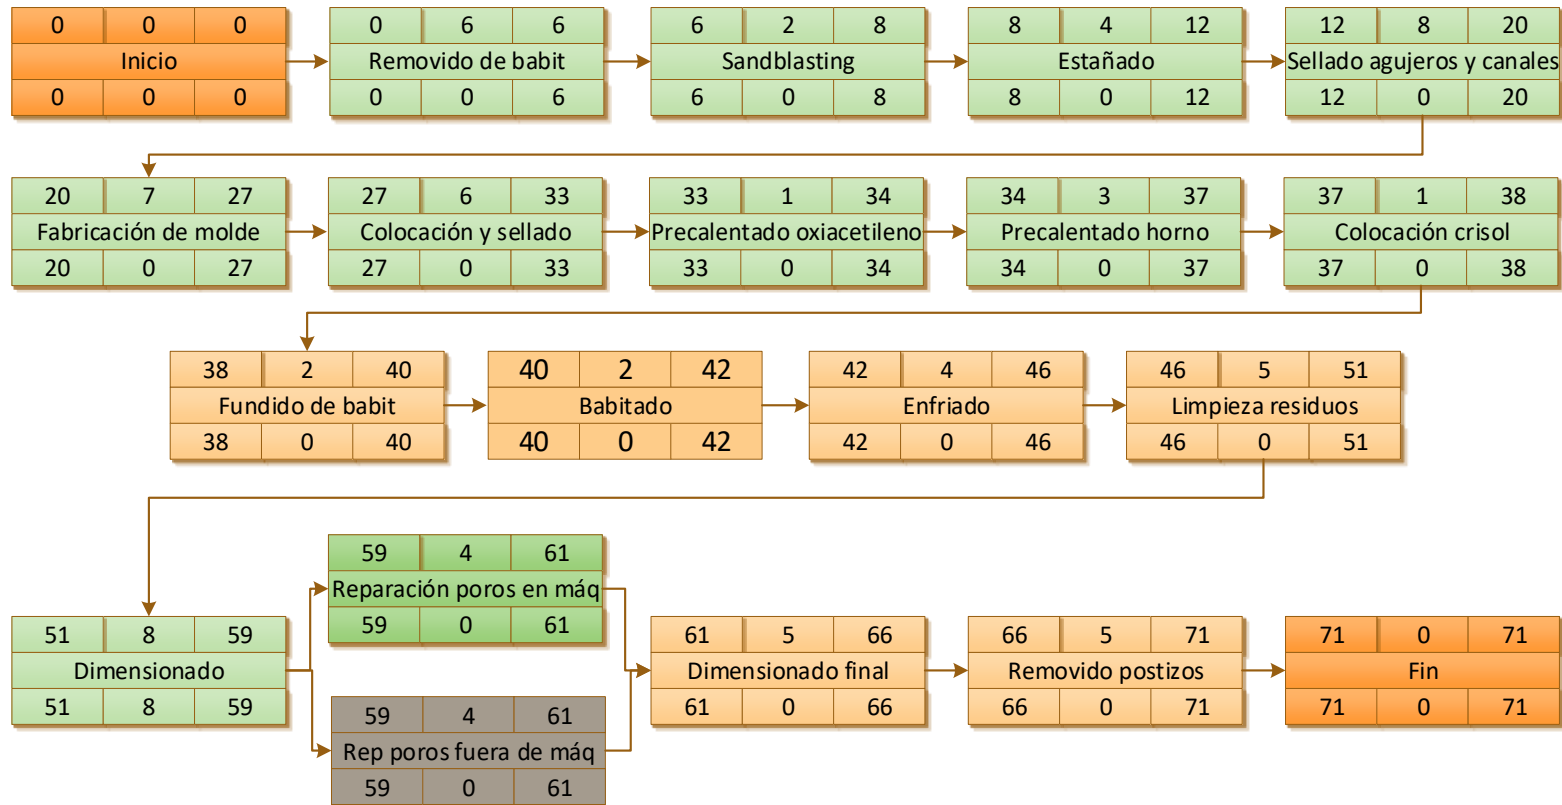 0 0 0
Inicio
0 0 0
0 6 6
Removido de babit
0 0 6
6 2 8
Sandblasting
6 0 8
8 4 12
Estañado
8 0 12
12 8 20
Sellado agujeros y canales
12 0 20
20 7 27
Fabricación de molde
20 0 27
27 6 33
Colocación y sellado
27 0 33
33 1 34
Precalentado oxiacetileno
33 0 34
34 3 37
Precalentado horno
34 0 37
37 1 38
Colocación crisol
37 0 38
38 2 40
Fundido de babit
38 0 40
40 2 42
Babitado
40 0 42
42 4 46
Enfriado
42 0 46
46 5 51
Limpieza residuos
46 0 51
51 8 59
Dimensionado
51 8 59
59 4 61
Reparación poros en máq
59 0 61
59 4 61
Rep poros fuera de máq
59 0 61
61 5 66
Dimensionado final
61 0 66
66 5 71
Removido postizos
66 0 71
71 0 71
Fin
71 0 71